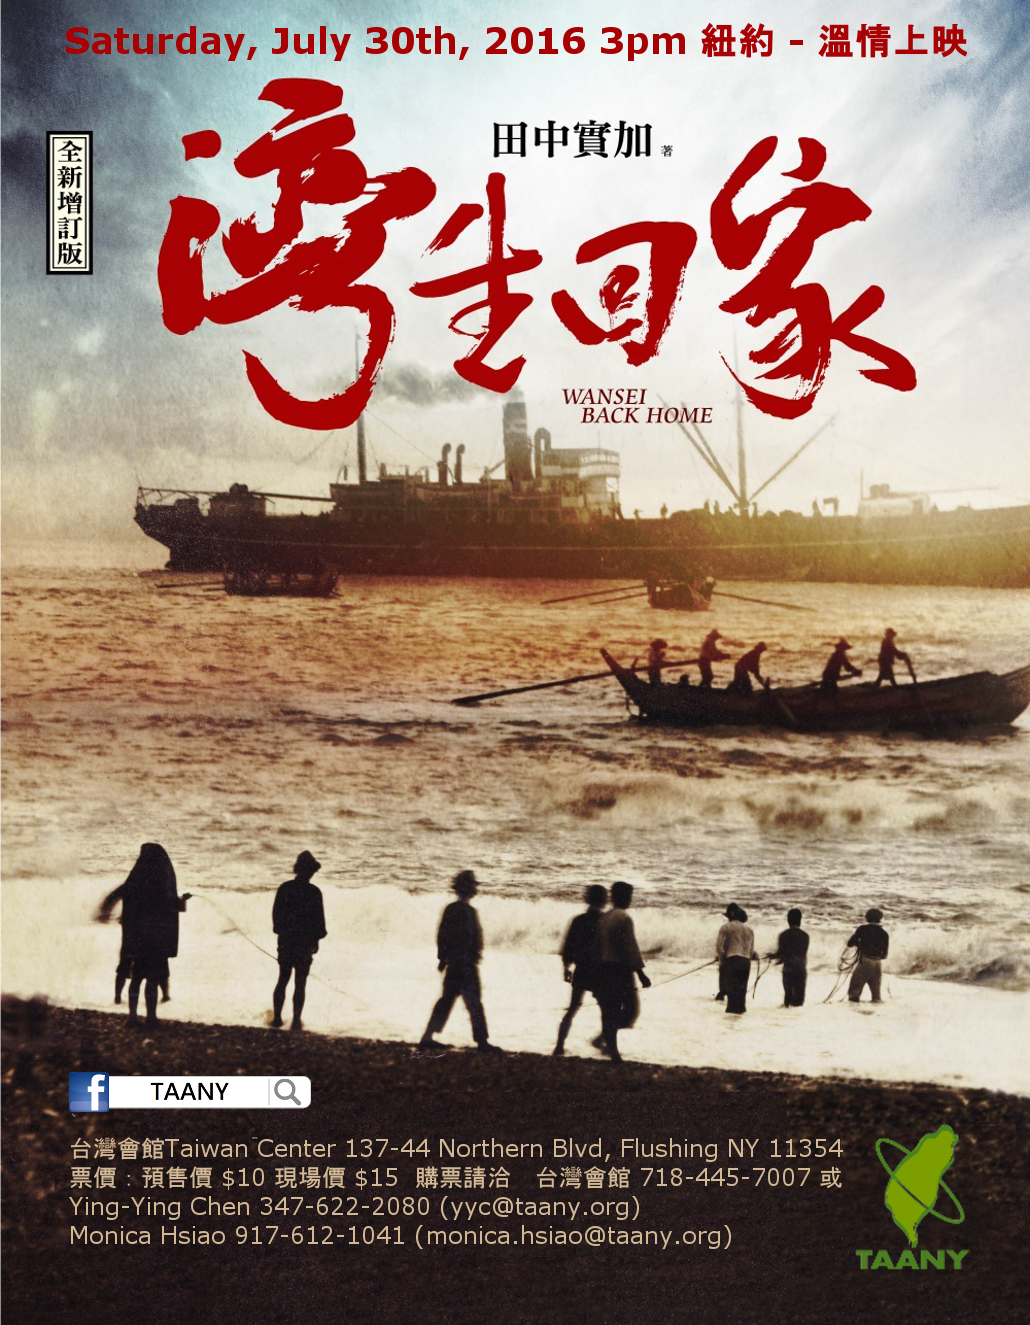 Saturday, July 30th, 2016 3pm 紐約 - 溫情上映
全新增訂版
田中實加 著
灣生回家
WANSEI
BACK HOME
TAANY
台灣會館Taiwan Center 137-44 Northern Blvd, Flushing NY 11354
票價：預售價 $10 現場價 $15 購票請洽 台灣會館 718-445-7007 或
Ying-Ying Chen 347-622-2080 (yyc@taany.org)
Monica Hsiao 917-612-1041 (monica.hsiao@taany.org)
TAANY